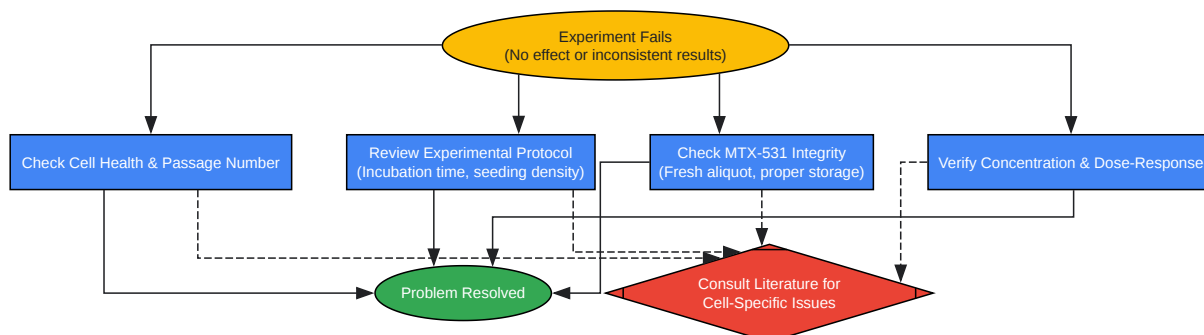 Experiment Fails
(No effect or inconsistent results)
Check Cell Health & Passage Number
Review Experimental Protocol
(Incubation time, seeding density)
Check MTX-531 Integrity
(Fresh aliquot, proper storage)
Verify Concentration & Dose-Response
Problem Resolved
Consult Literature for
Cell-Specific Issues